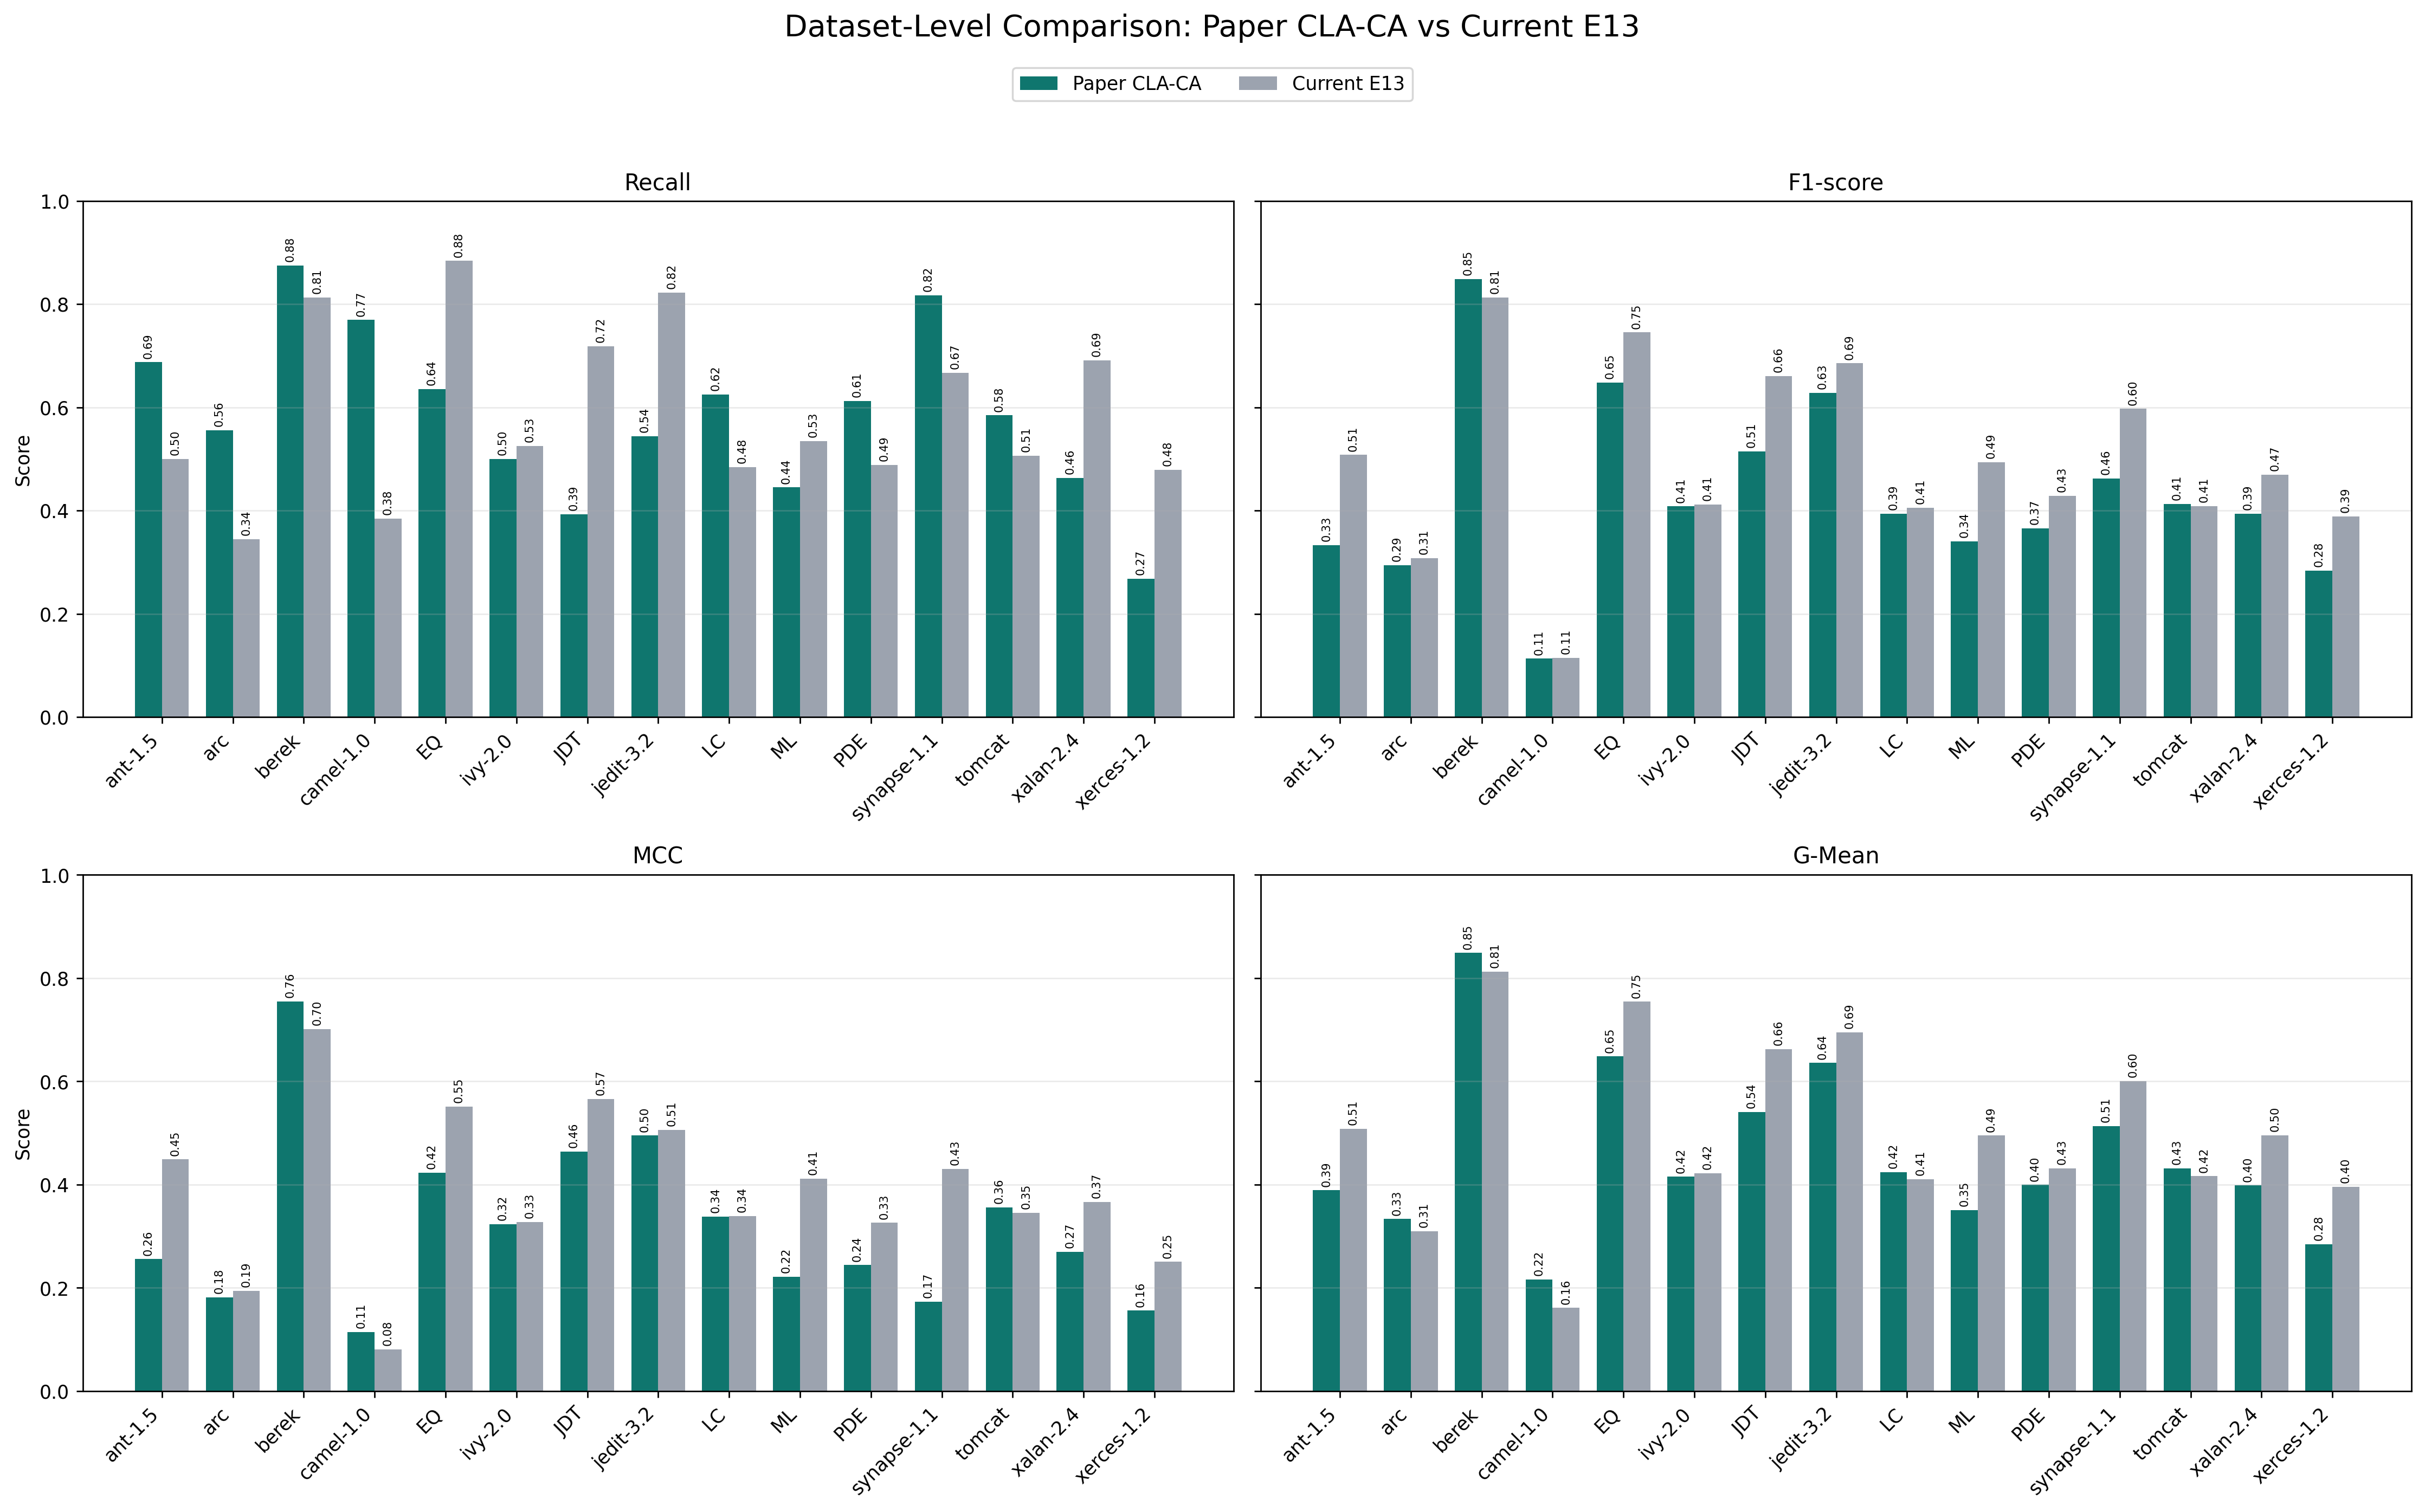 Dataset-Level Comparison: Paper CLA-CA vs Current E13
Paper CLA-CA Current E13
Recall
Score
1.0
0.8
0.6
0.4
0.2
0.0
0.69 0.50 0.56 0.34 0.88 0.81 0.77 0.38 0.64 0.88 0.50 0.53 0.39 0.72 0.54 0.82 0.62 0.48 0.44 0.53 0.61 0.49 0.82 0.67 0.58 0.51 0.46 0.69 0.27 0.48
ant-1.5 arc berek camel-1.0 EQ ivy-2.0 JDT jedit-3.2 LC ML PDE synapse-1.1 tomcat xalan-2.4 xerces-1.2
F1-score
0.33 0.51 0.29 0.31 0.85 0.81 0.11 0.11 0.65 0.75 0.41 0.41 0.51 0.66 0.63 0.69 0.39 0.41 0.34 0.49 0.37 0.43 0.46 0.60 0.41 0.41 0.39 0.47 0.28 0.39
ant-1.5 arc berek camel-1.0 EQ ivy-2.0 JDT jedit-3.2 LC ML PDE synapse-1.1 tomcat xalan-2.4 xerces-1.2
MCC
Score
1.0
0.8
0.6
0.4
0.2
0.0
0.26 0.45 0.18 0.19 0.76 0.70 0.11 0.08 0.42 0.55 0.32 0.33 0.46 0.57 0.50 0.51 0.34 0.34 0.22 0.41 0.24 0.33 0.17 0.43 0.36 0.35 0.27 0.37 0.16 0.25
ant-1.5 arc berek camel-1.0 EQ ivy-2.0 JDT jedit-3.2 LC ML PDE synapse-1.1 tomcat xalan-2.4 xerces-1.2
G-Mean
0.39 0.51 0.33 0.31 0.85 0.81 0.22 0.16 0.65 0.75 0.42 0.42 0.54 0.66 0.64 0.69 0.42 0.41 0.35 0.49 0.40 0.43 0.51 0.60 0.43 0.42 0.40 0.50 0.28 0.40
ant-1.5 arc berek camel-1.0 EQ ivy-2.0 JDT jedit-3.2 LC ML PDE synapse-1.1 tomcat xalan-2.4 xerces-1.2